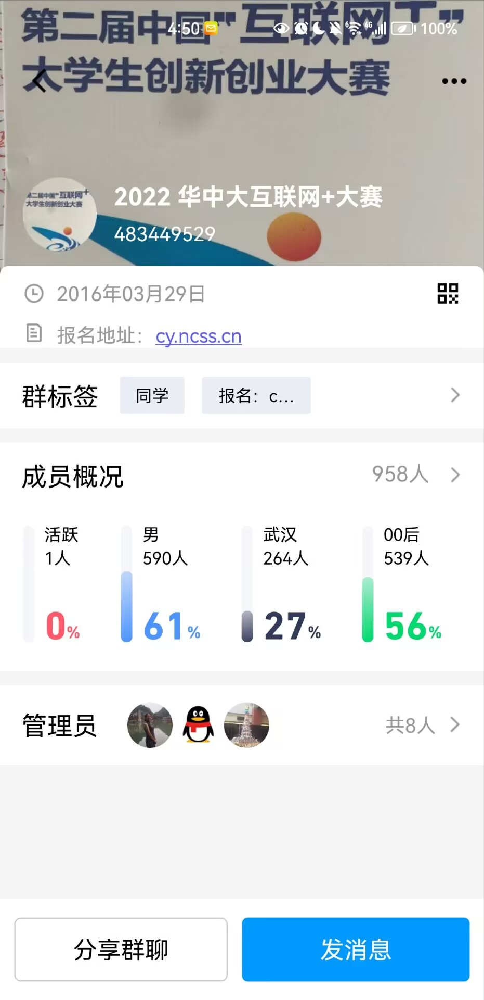 第二届中国“互联网+”
4:50
6
4G
100%
大学生创新创业大赛
第二届中国“互联网+
大学生创新创业大赛
2022 华中大互联网+大赛
483449529
2016年03月29日
报名地址：cy.ncss.cn
群标签
同学
报名：c...
成员概况
958人
活跃
1人
0%
男
590人
61%
武汉
264人
27%
00后
539人
56%
管理员
共8人
分享群聊
发消息